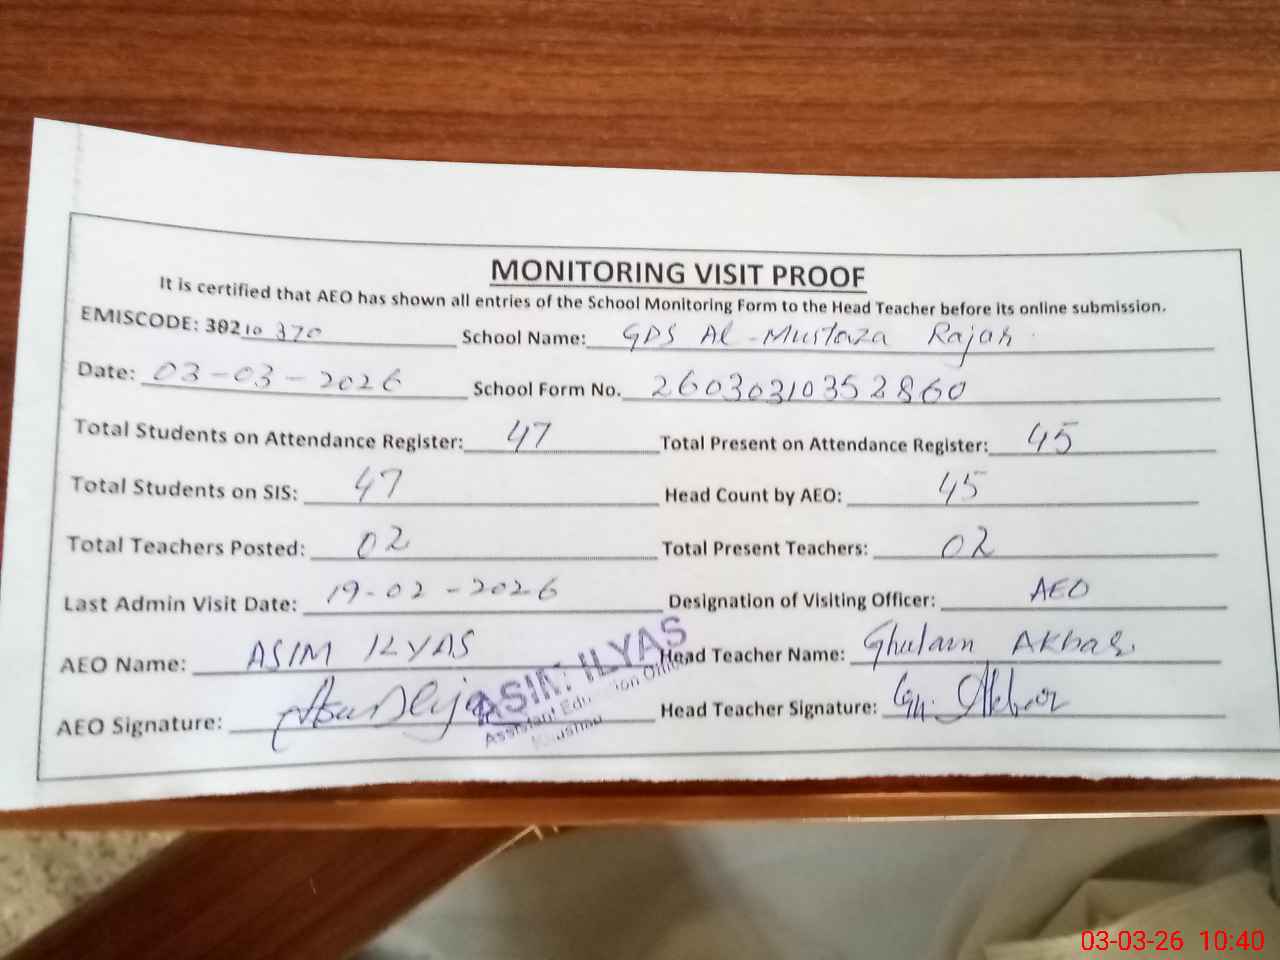 MONITORING VISIT PROOF
It is certified that AEO has shown all entries of the School Monitoring Form to the Head Teacher before its online submission.
EMISCODE: 38210370 School Name: GPS Al-Murtaza Rajah
Date: 03-03-2026 School Form No. 26030310352860
Total Students on Attendance Register: 47 Total Present on Attendance Register: 45
Total Students on SIS: 47 Head Count by AEO: 45
Total Teachers Posted: 02 Total Present Teachers: 02
Last Admin Visit Date: 19-02-2026 Designation of Visiting Officer: AEO
AEO Name: ASIM ILYAS Head Teacher Name: Ghulam Akbar
AEO Signature: Head Teacher Signature: Gh. Akbar
ASIM ILYAS
Assistant Education Officer
03-03-26 10:40